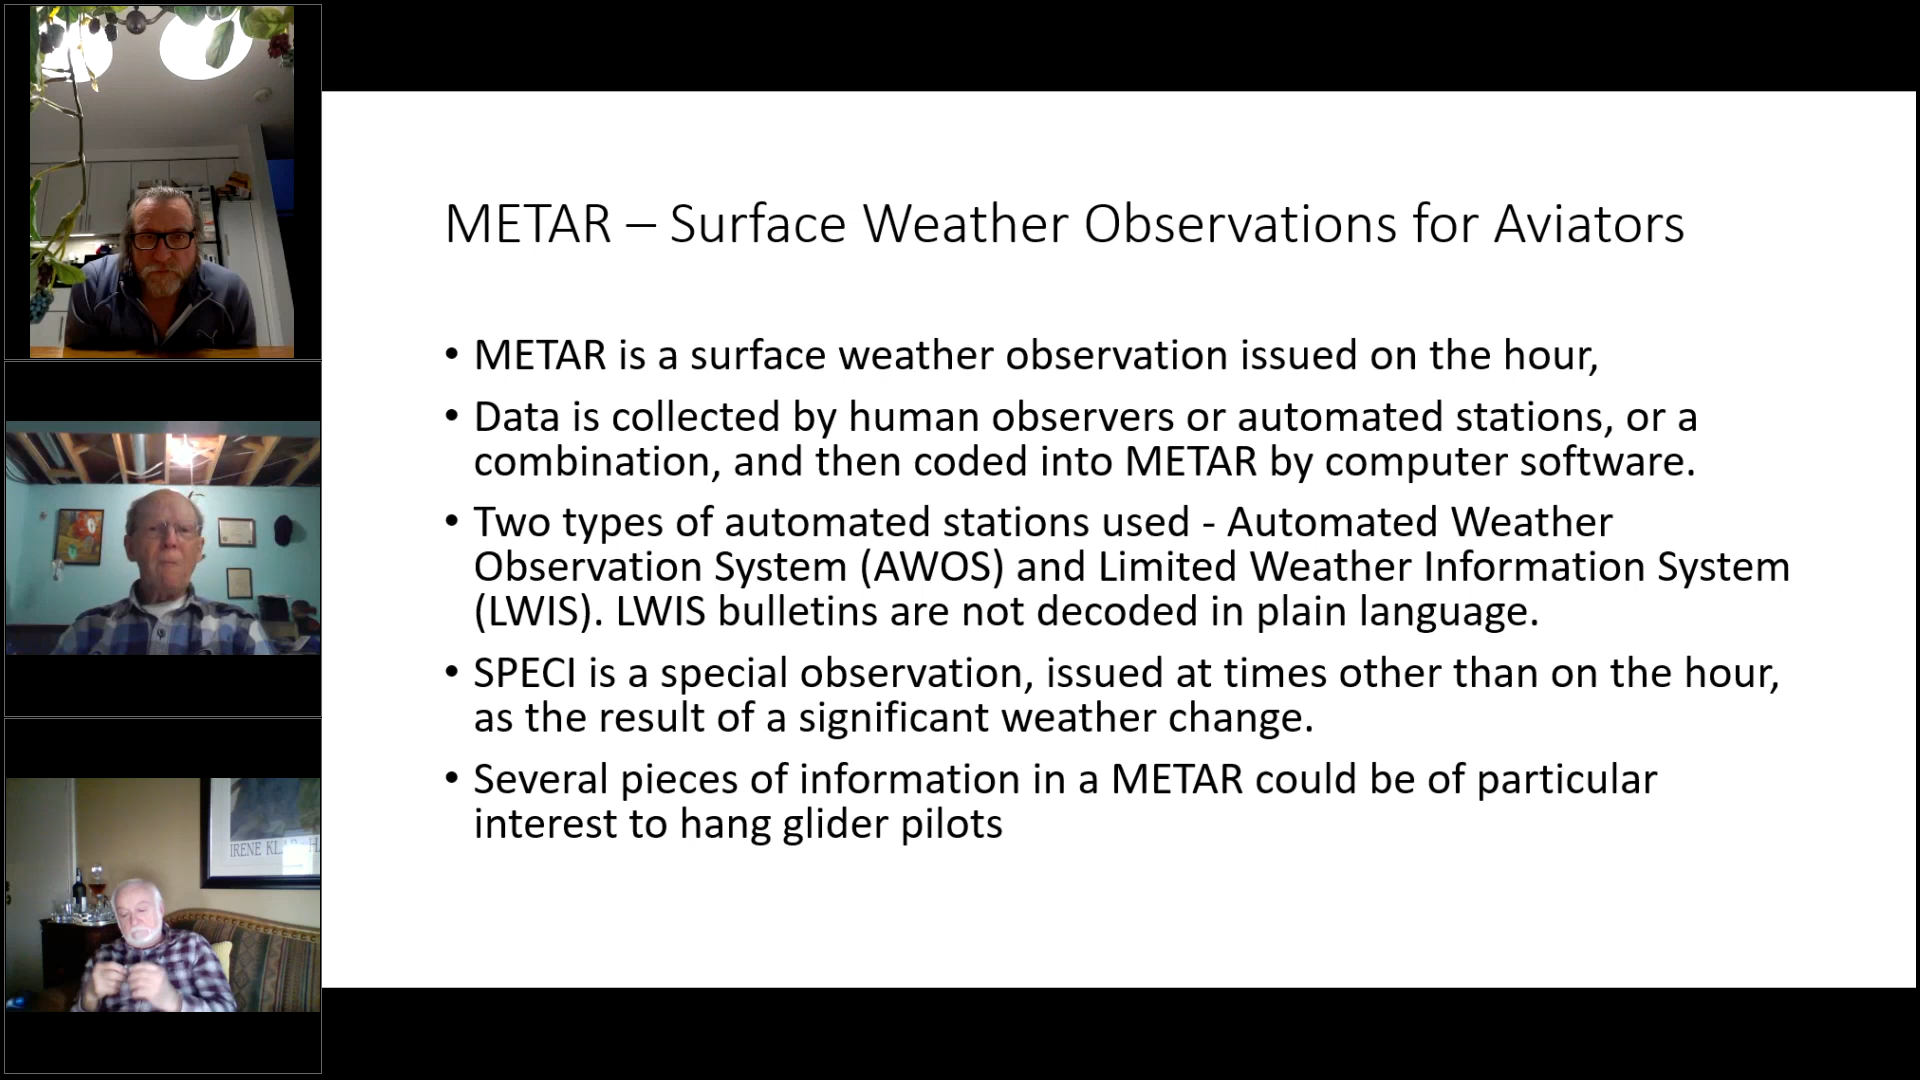 METAR – Surface Weather Observations for Aviators
• METAR is a surface weather observation issued on the hour,
• Data is collected by human observers or automated stations, or a
combination, and then coded into METAR by computer software.
• Two types of automated stations used - Automated Weather
Observation System (AWOS) and Limited Weather Information System
(LWIS). LWIS bulletins are not decoded in plain language.
• SPECI is a special observation, issued at times other than on the hour,
as the result of a significant weather change.
• Several pieces of information in a METAR could be of particular
interest to hang glider pilots
IRENE